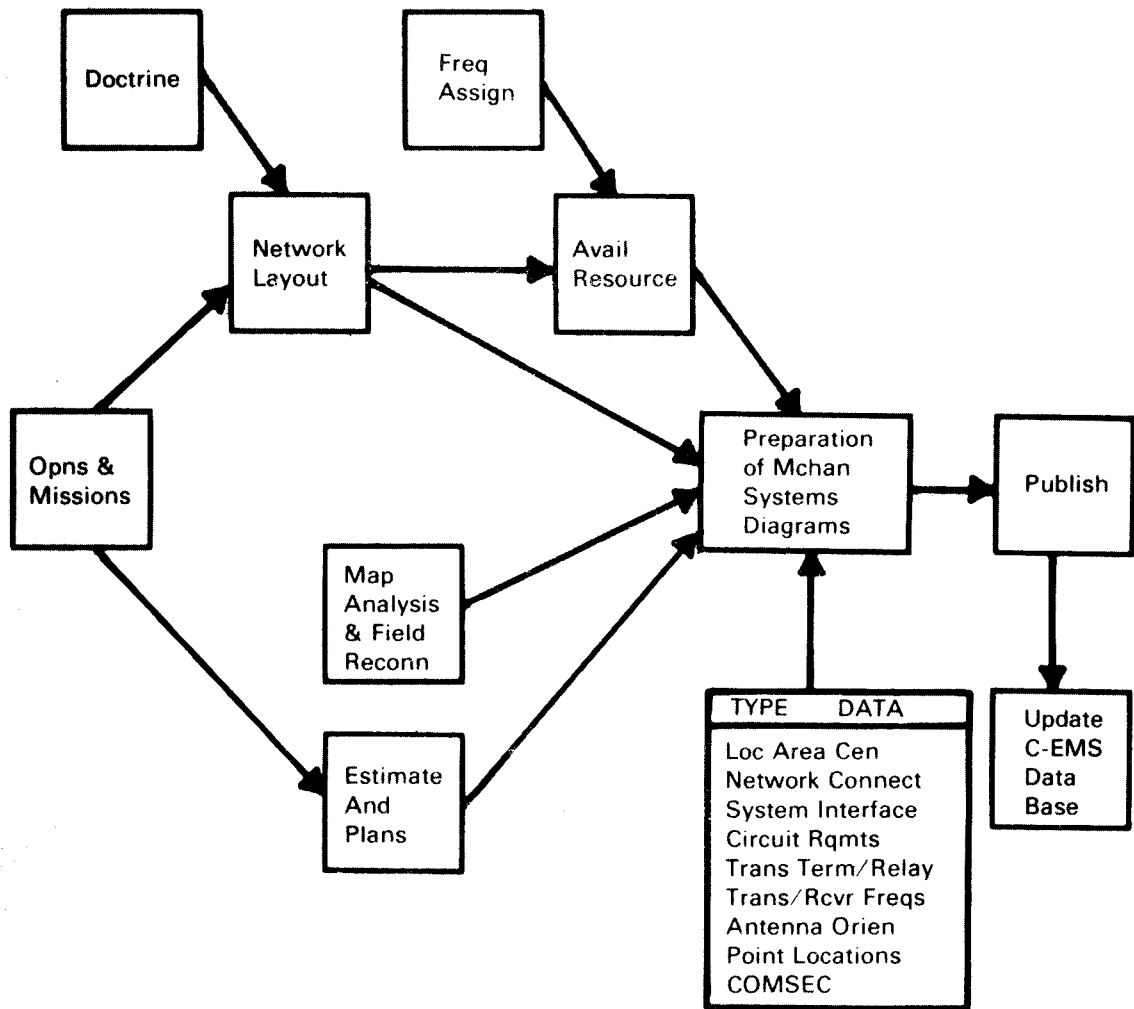 Doctrine
Freq
Assign
Network
Layout
Avail
Resource
Opns &
Missions
Preparation
of Mchan
Systems
Diagrams
Publish
Map
Analysis
& Field
Reconn
Estimate
And
Plans
TYPE DATA
Loc Area Cen
Network Connect
System Interface
Circuit Rqmts
Trans Term/Relay
Trans/Rcvr Freqs
Antenna Orien
Point Locations
COMSEC
Update
C-EMS
Data
Base